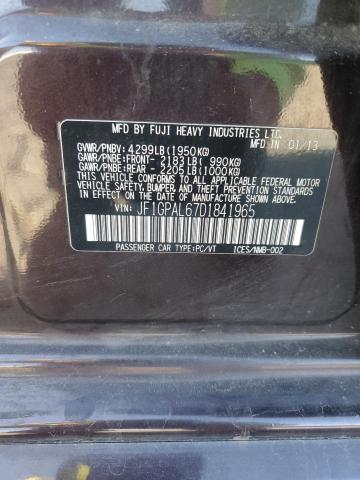 MFD BY FUJI HEAVY INDUSTRIES LTD.
GVWR/PNBV: 4299LB(1950KG) MFD IN 01/13
GAWR/PNBE:FRONT- 2183LB( 990KG)
GAWR/PNBE:REAR - 2205LB(1000KG)
THIS VEHICLE CONFORMS TO ALL APPLICABLE FEDERAL MOTOR
VEHICLE SAFETY, BUMPER, AND THEFT PREVENTION STANDARDS
IN EFFECT ON THE DATE OF MANUFACTURE SHOWN ABOVE.
VIN: JF1GPAL67D1841965
PASSENGER CAR TYPE:PC/VT ICES/NMB-002